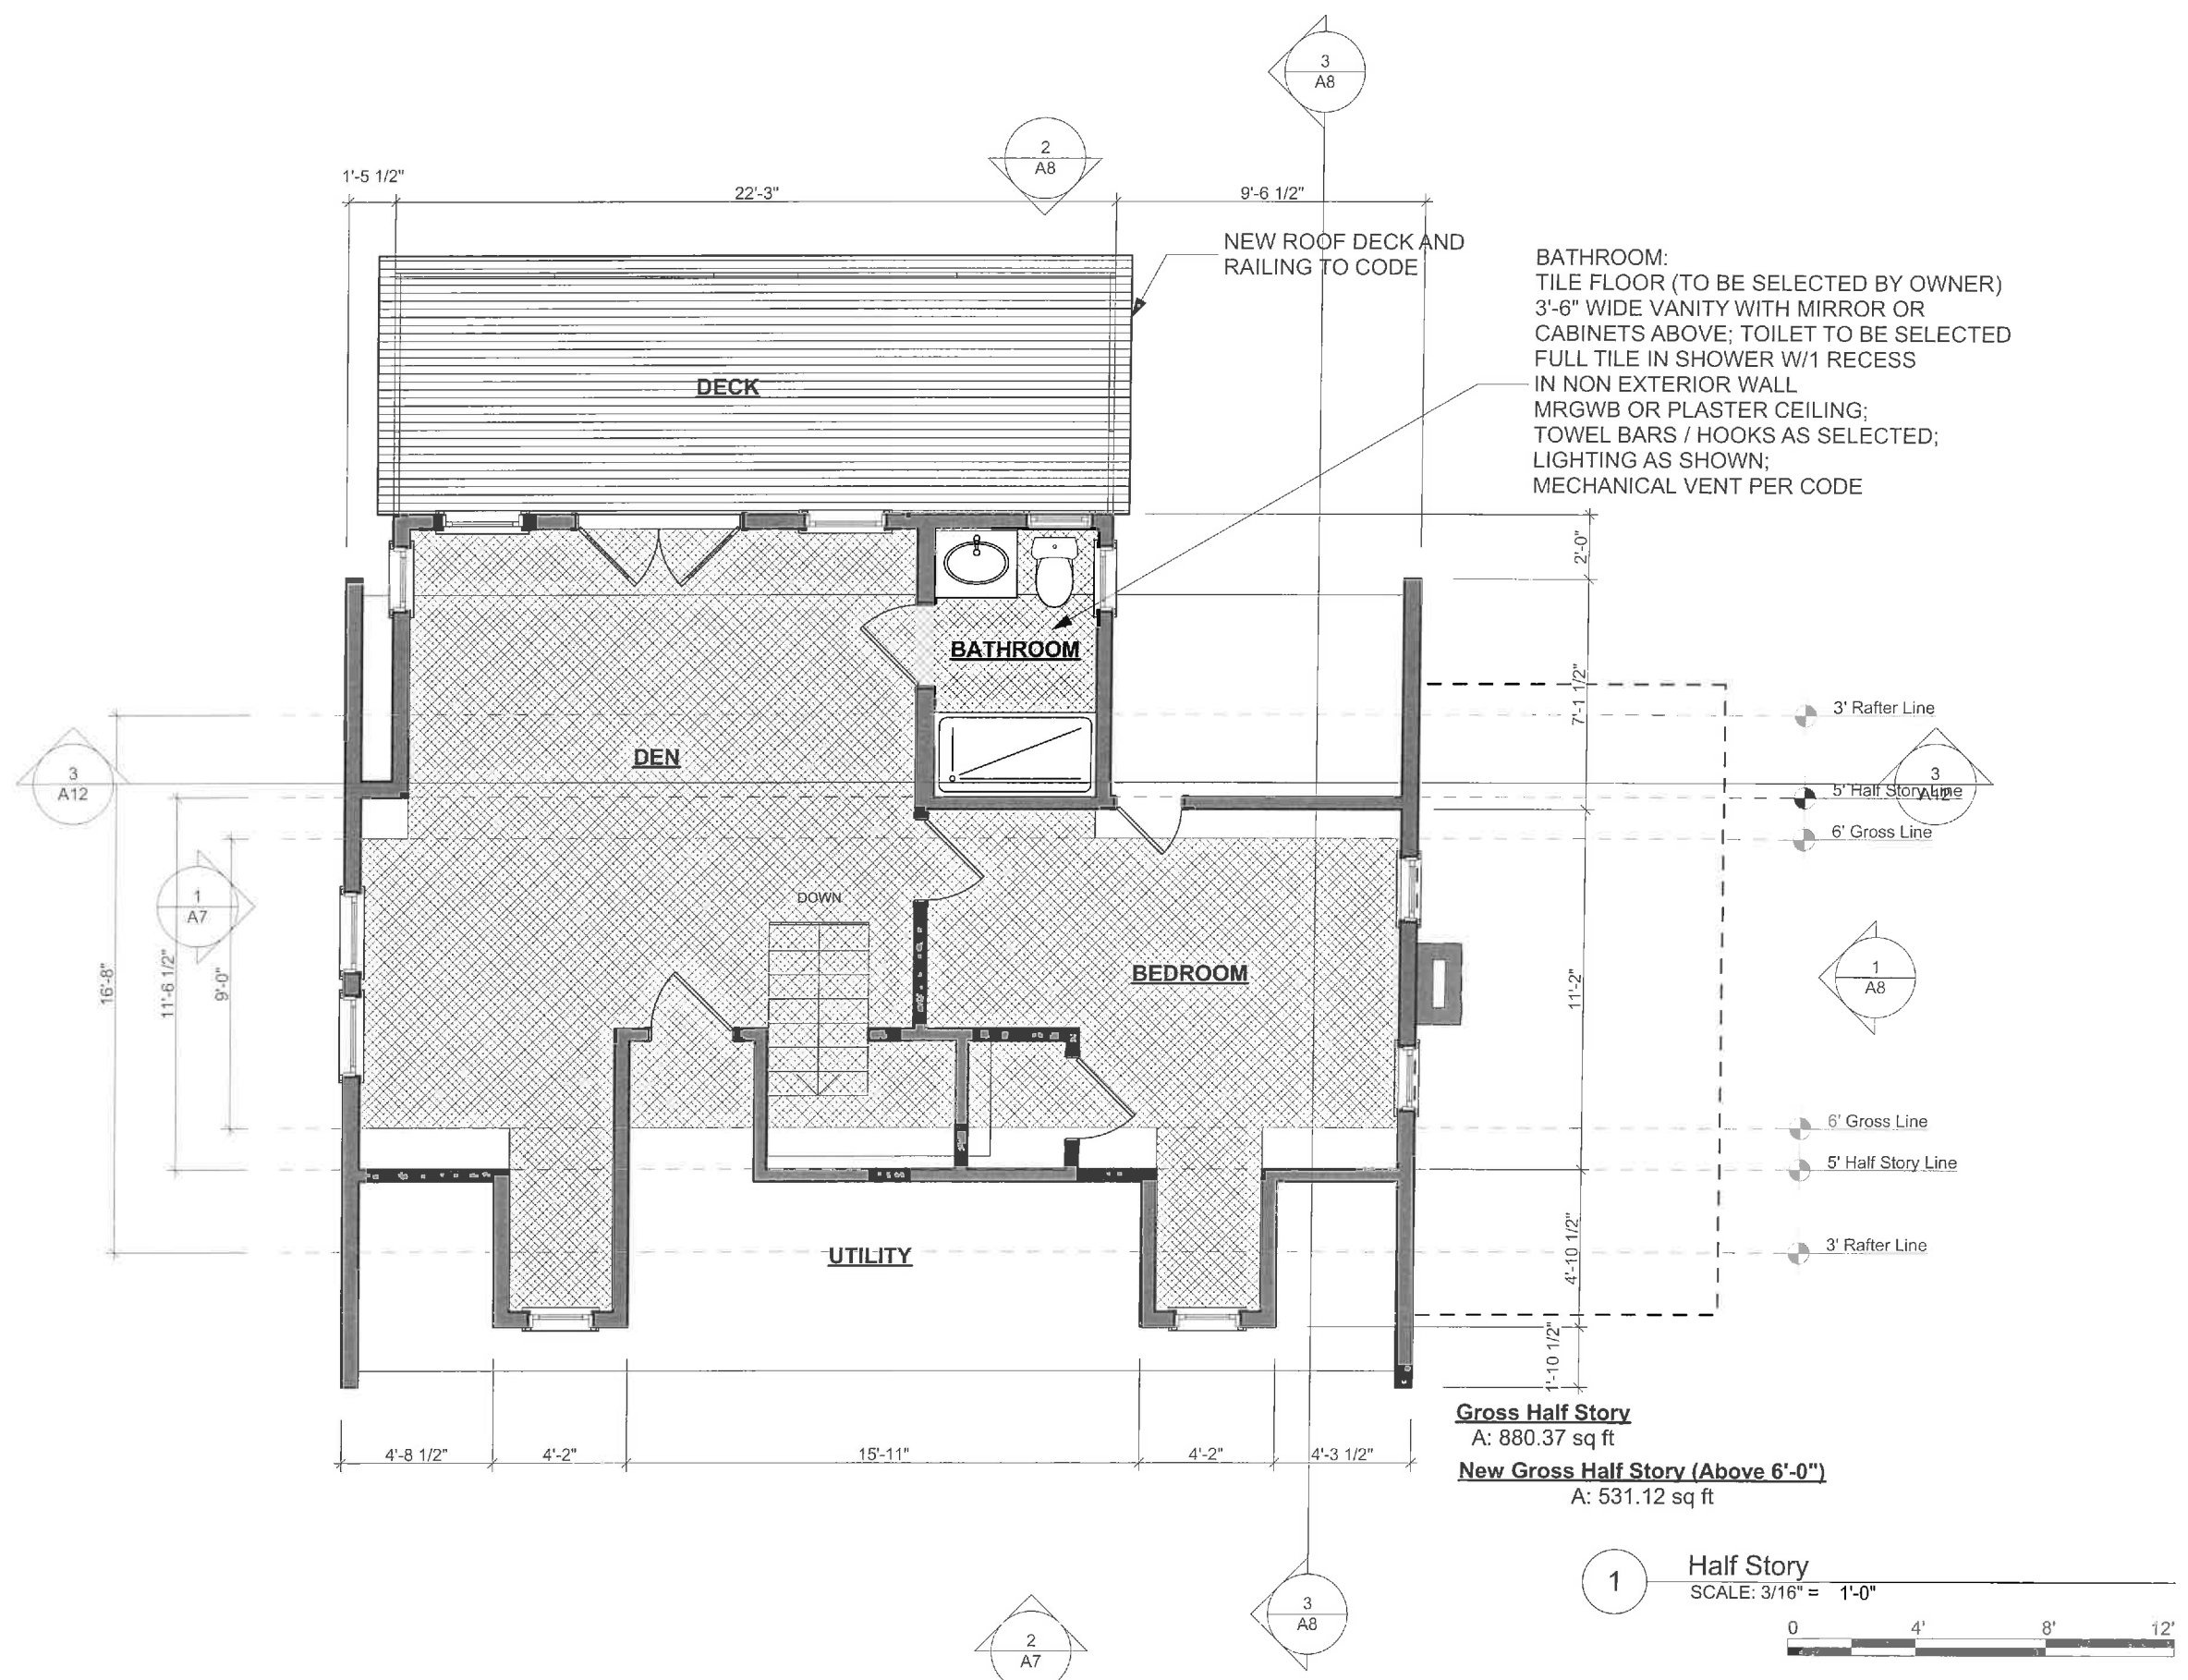 3
A8
2
A8
1'-5 1/2"
22'-3"
9'-6 1/2"
NEW ROOF DECK AND
RAILING TO CODE
BATHROOM:
TILE FLOOR (TO BE SELECTED BY OWNER)
3'-6" WIDE VANITY WITH MIRROR OR
CABINETS ABOVE; TOILET TO BE SELECTED
FULL TILE IN SHOWER W/1 RECESS
IN NON EXTERIOR WALL
MRGWB OR PLASTER CEILING;
TOWEL BARS / HOOKS AS SELECTED;
LIGHTING AS SHOWN;
MECHANICAL VENT PER CODE
DECK
2'-0"
BATHROOM
7'-1 1/2"
3' Rafter Line
DEN
3
A12
3
A12
5' Half Story Line
6' Gross Line
1
A7
DOWN
16'-8"
11'-6 1/2"
9'-0"
BEDROOM
11'-2"
1
A8
6' Gross Line
5' Half Story Line
UTILITY
4'-10 1/2"
3' Rafter Line
1'-10 1/2"
Gross Half Story
A: 880.37 sq ft
4'-8 1/2"
4'-2"
15'-11"
4'-2"
4'-3 1/2"
New Gross Half Story (Above 6'-0")
A: 531.12 sq ft
1
Half Story
SCALE: 3/16" = 1'-0"
3
A8
0
4'
8'
12'
2
A7